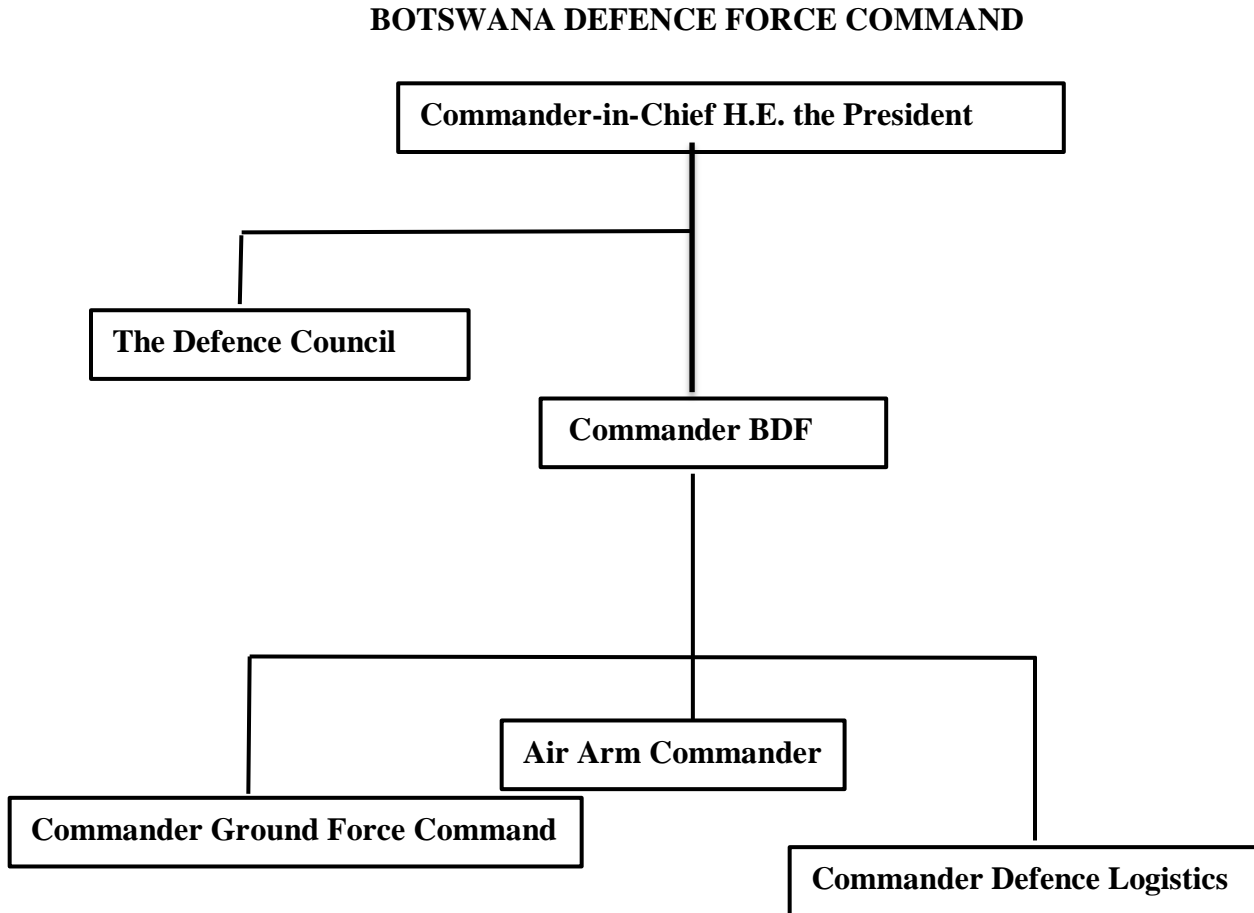 BOTSWANA DEFENCE FORCE COMMAND
Commander-in-Chief H.E. the President
The Defence Council
Commander BDF
Air Arm Commander
Commander Ground Force Command
Commander Defence Logistics